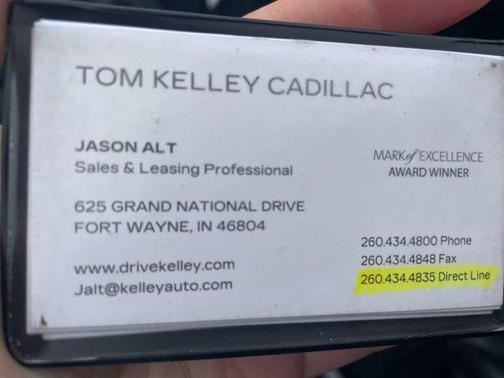 TOM KELLEY CADILLAC
JASON ALT
Sales & Leasing Professional
MARK of EXCELLENCE
AWARD WINNER
625 GRAND NATIONAL DRIVE
FORT WAYNE, IN 46804
www.drivekelley.com
Jalt@kelleyauto.com
260.434.4800 Phone
260.434.4848 Fax
260.434.4835 Direct Line